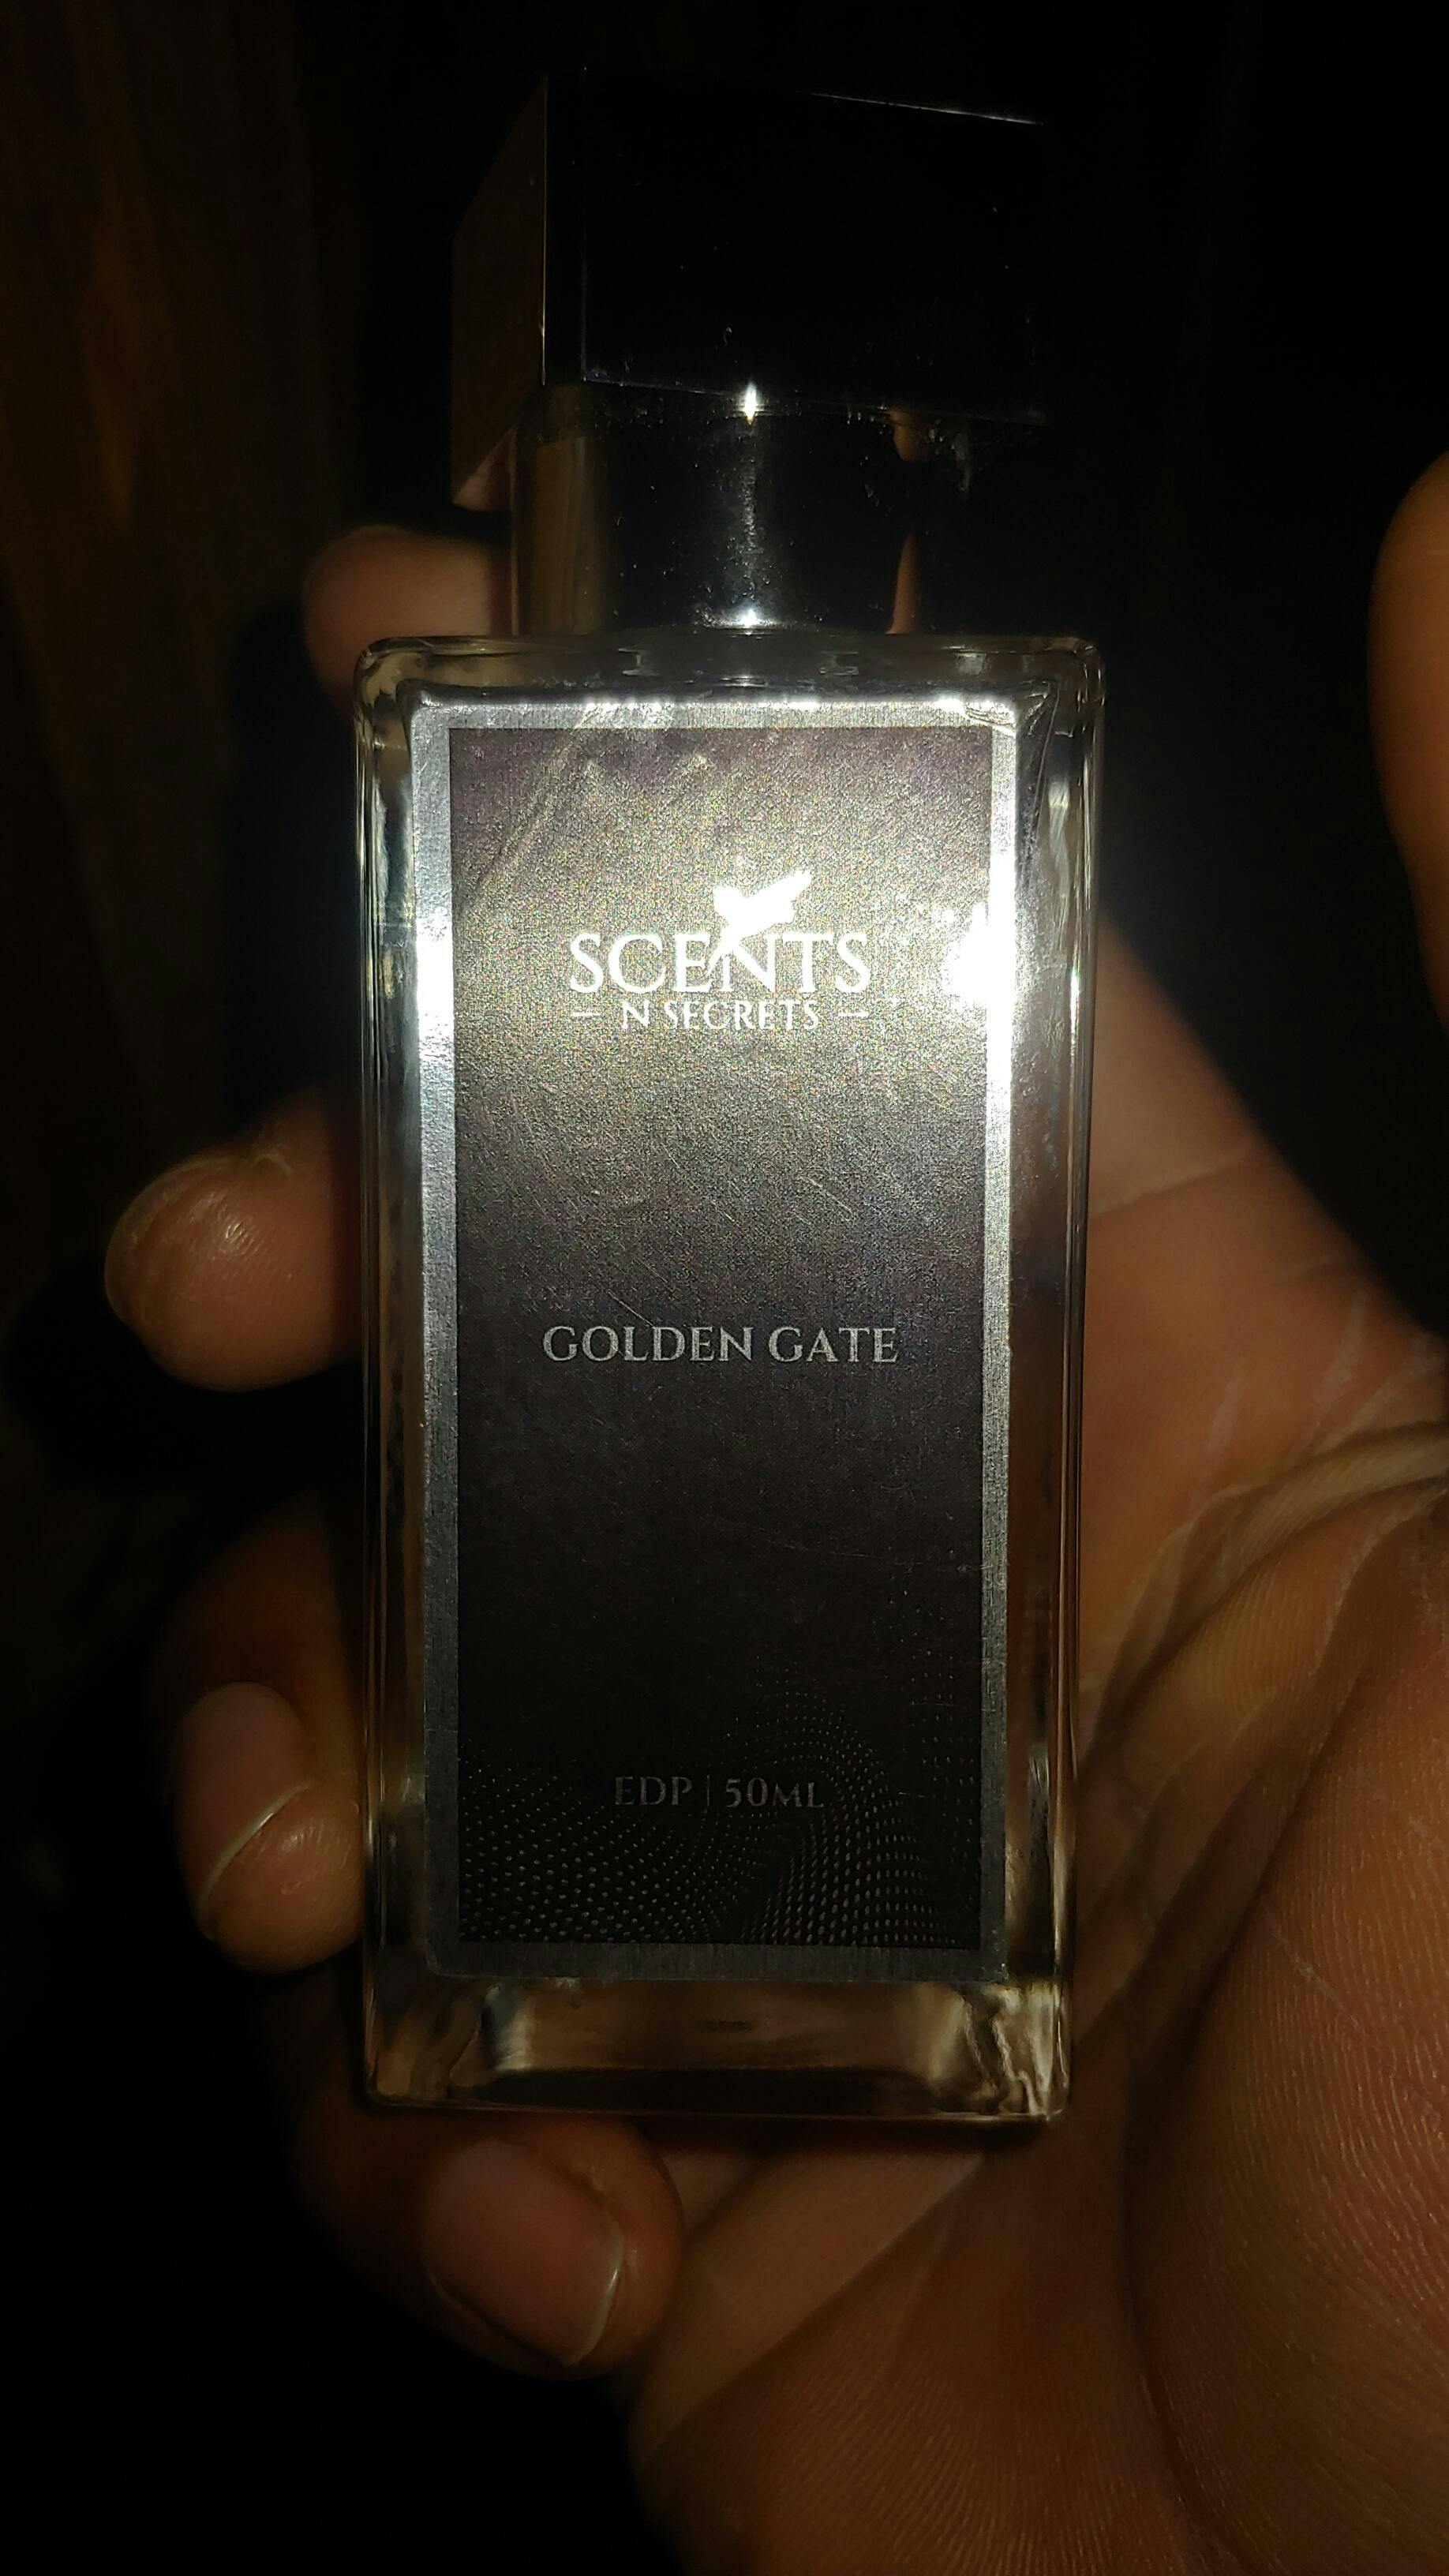 SCENTS
– N SECRETS –
GOLDEN GATE
EDP | 50ML